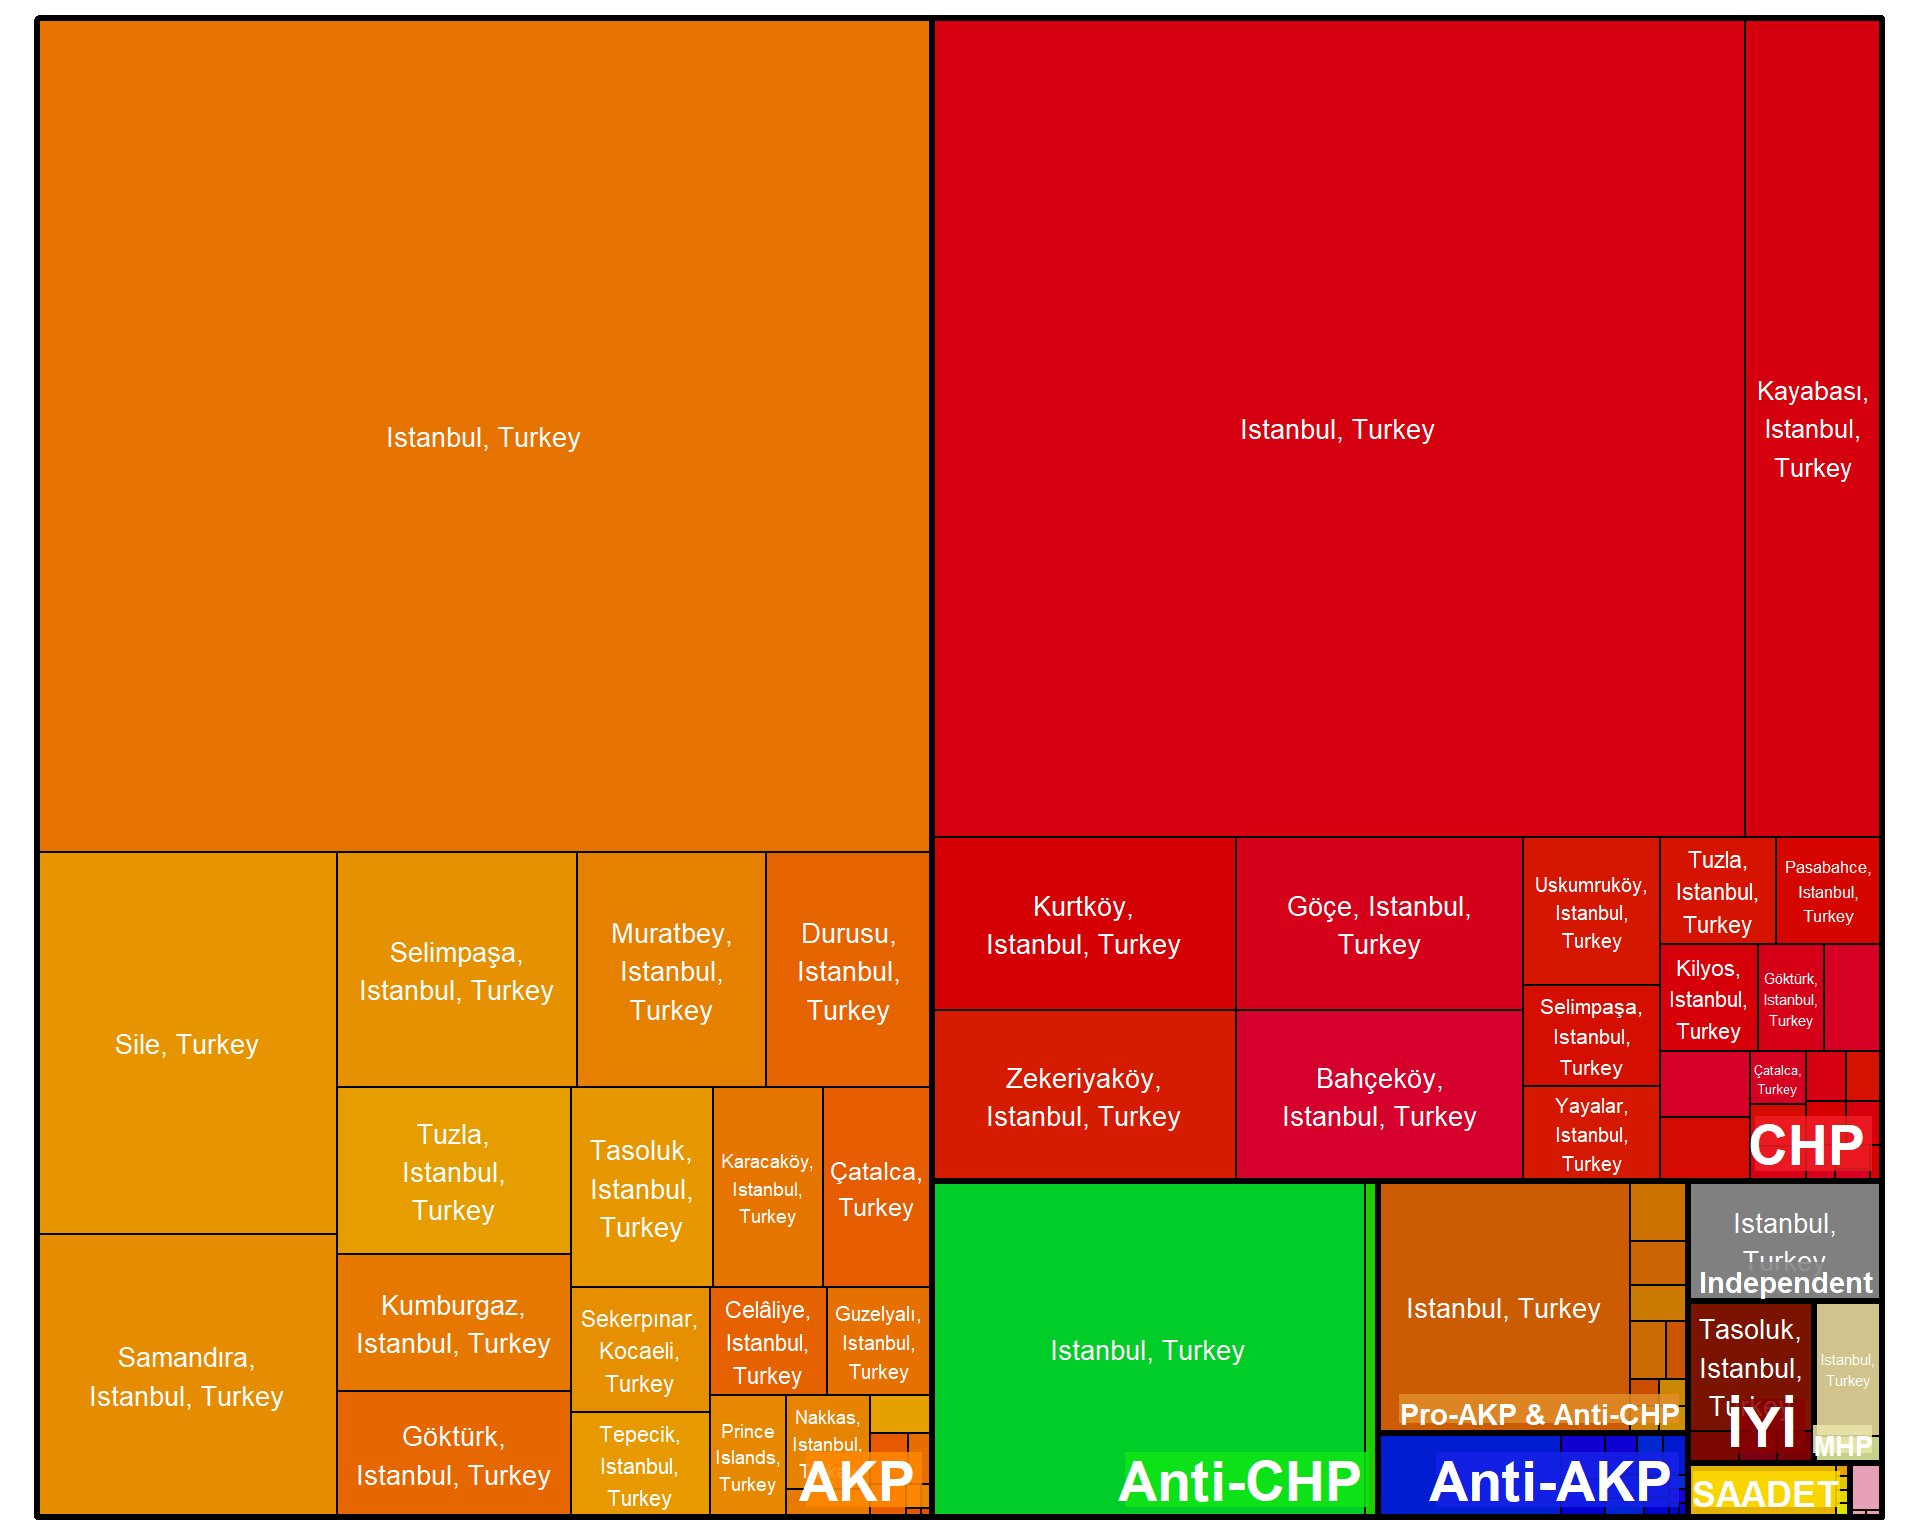 Istanbul, Turkey
Sile, Turkey
Samandıra,
Istanbul, Turkey
Selimpaşa,
Istanbul, Turkey
Muratbey,
Istanbul,
Turkey
Durusu,
Istanbul,
Turkey
Tuzla,
Istanbul,
Turkey
Kumburgaz,
Istanbul, Turkey
Göktürk,
Istanbul, Turkey
Tasoluk,
Istanbul,
Turkey
Karacaköy,
Istanbul,
Turkey
Çatalca,
Turkey
Sekerpınar,
Kocaeli,
Turkey
Tepecik,
Istanbul,
Turkey
Celâliye,
Istanbul,
Turkey
Guzelyalı,
Istanbul,
Turkey
Prince
Islands,
Turkey
Nakkas,
Istanbul,
AKP
Istanbul, Turkey
Kayabası,
Istanbul,
Turkey
Kurtköy,
Istanbul, Turkey
Göçe, Istanbul,
Turkey
Zekeriyaköy,
Istanbul, Turkey
Bahçeköy,
Istanbul, Turkey
Uskumruköy,
Istanbul,
Turkey
Selimpaşa,
Istanbul,
Turkey
Yayalar,
Istanbul,
Turkey
Tuzla,
Istanbul,
Turkey
Pasabahce,
Istanbul,
Turkey
Kilyos,
Istanbul,
Turkey
Göktürk,
Istanbul,
Turkey
Çatalca,
Turkey
CHP
Istanbul, Turkey
Anti-CHP
Istanbul, Turkey
Pro-AKP & Anti-CHP
Anti-AKP
Istanbul,
Turkey
Independent
Tasoluk,
Istanbul,
İYİ
Istanbul,
Turkey
MHP
SAADET